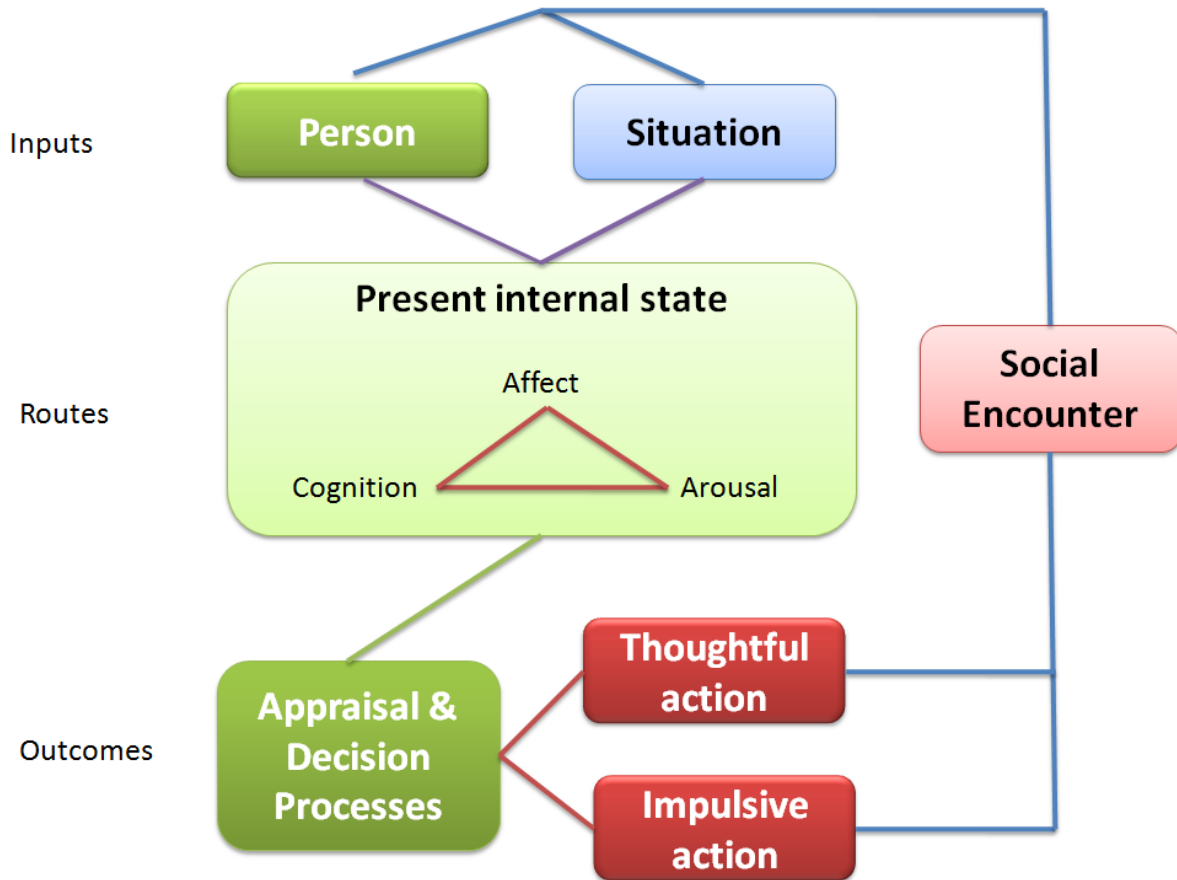 Person
Situation
Inputs
Present internal state
Affect
Social
Encounter
Routes
Cognition
Arousal
Thoughtful
action
Appraisal &
Decision
Processes
Outcomes
Impulsive
action